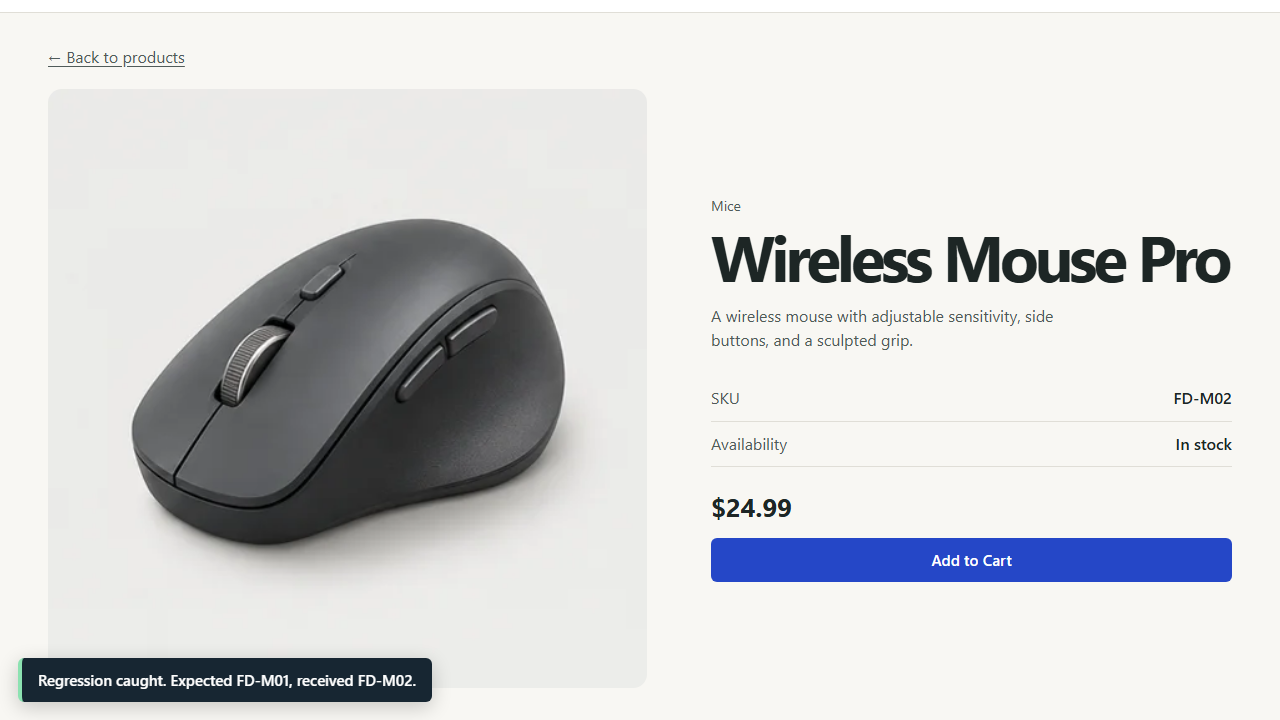 ← Back to products
Mice
Wireless Mouse Pro
A wireless mouse with adjustable sensitivity, side
buttons, and a sculpted grip.
SKU FD-M02
Availability In stock
$24.99
Add to Cart
Regression caught. Expected FD-M01, received FD-M02.